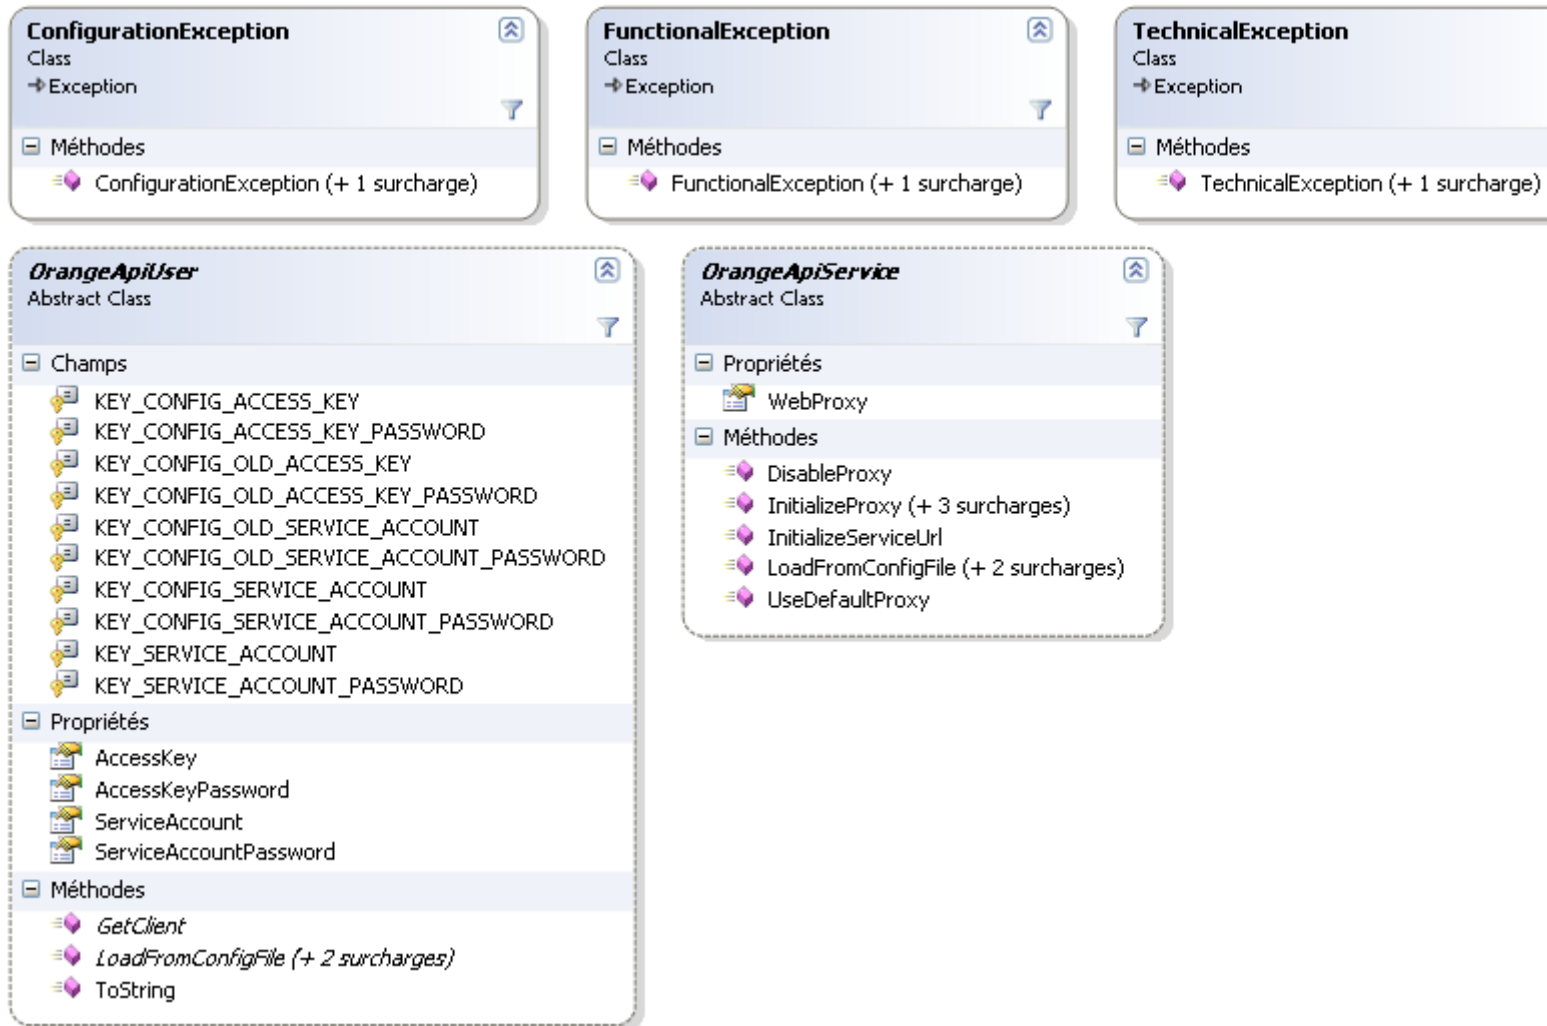 ConfigurationException
Class
Exception
Méthodes
ConfigurationException (+ 1 surcharge)
FunctionalException
Class
Exception
Méthodes
FunctionalException (+ 1 surcharge)
TechnicalException
Class
Exception
Méthodes
TechnicalException (+ 1 surcharge)
OrangeApiUser
Abstract Class
Champs
KEY_CONFIG_ACCESS_KEY
KEY_CONFIG_ACCESS_KEY_PASSWORD
KEY_CONFIG_OLD_ACCESS_KEY
KEY_CONFIG_OLD_ACCESS_KEY_PASSWORD
KEY_CONFIG_OLD_SERVICE_ACCOUNT
KEY_CONFIG_OLD_SERVICE_ACCOUNT_PASSWORD
KEY_CONFIG_SERVICE_ACCOUNT
KEY_CONFIG_SERVICE_ACCOUNT_PASSWORD
KEY_SERVICE_ACCOUNT
KEY_SERVICE_ACCOUNT_PASSWORD
Propriétés
AccessKey
AccessKeyPassword
ServiceAccount
ServiceAccountPassword
Méthodes
GetClient
LoadFromConfigFile (+ 2 surcharges)
ToString
OrangeApiService
Abstract Class
Propriétés
WebProxy
Méthodes
DisableProxy
InitializeProxy (+ 3 surcharges)
InitializeServiceUrl
LoadFromConfigFile (+ 2 surcharges)
UseDefaultProxy